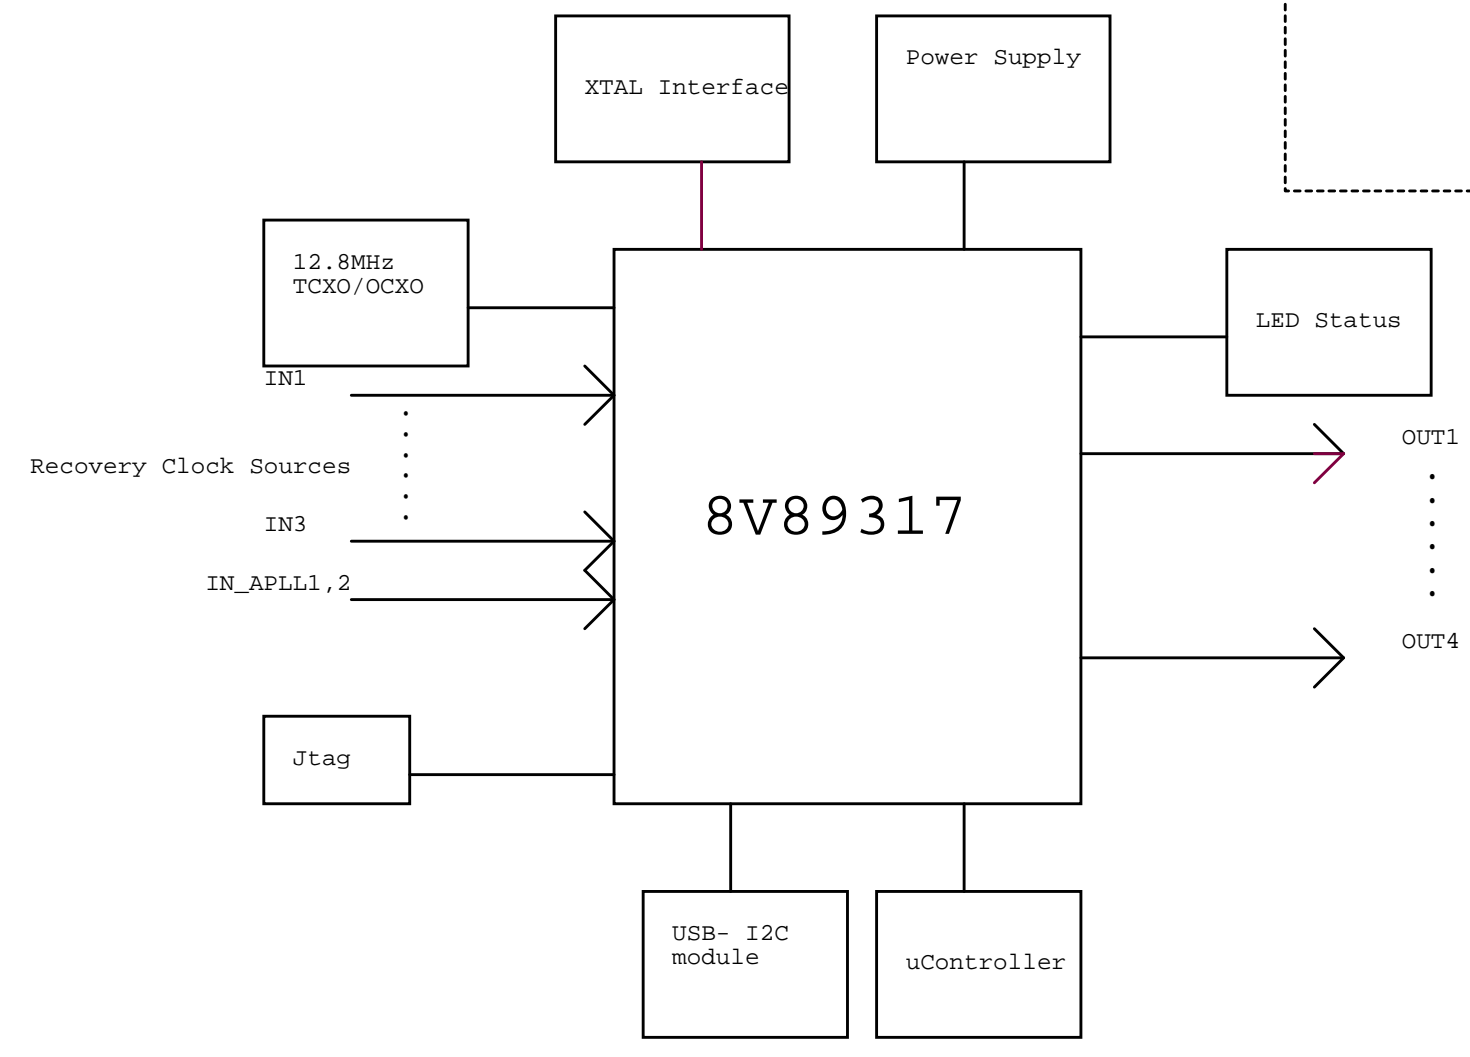 Power Supply
XTAL Interface
12.8MHz
TCXO/OCXO
LED Status
IN1
OUT1
Recovery Clock Sources
8V89317
IN3
IN_APLL1,2
OUT4
Jtag
USB- I2C
module
uController